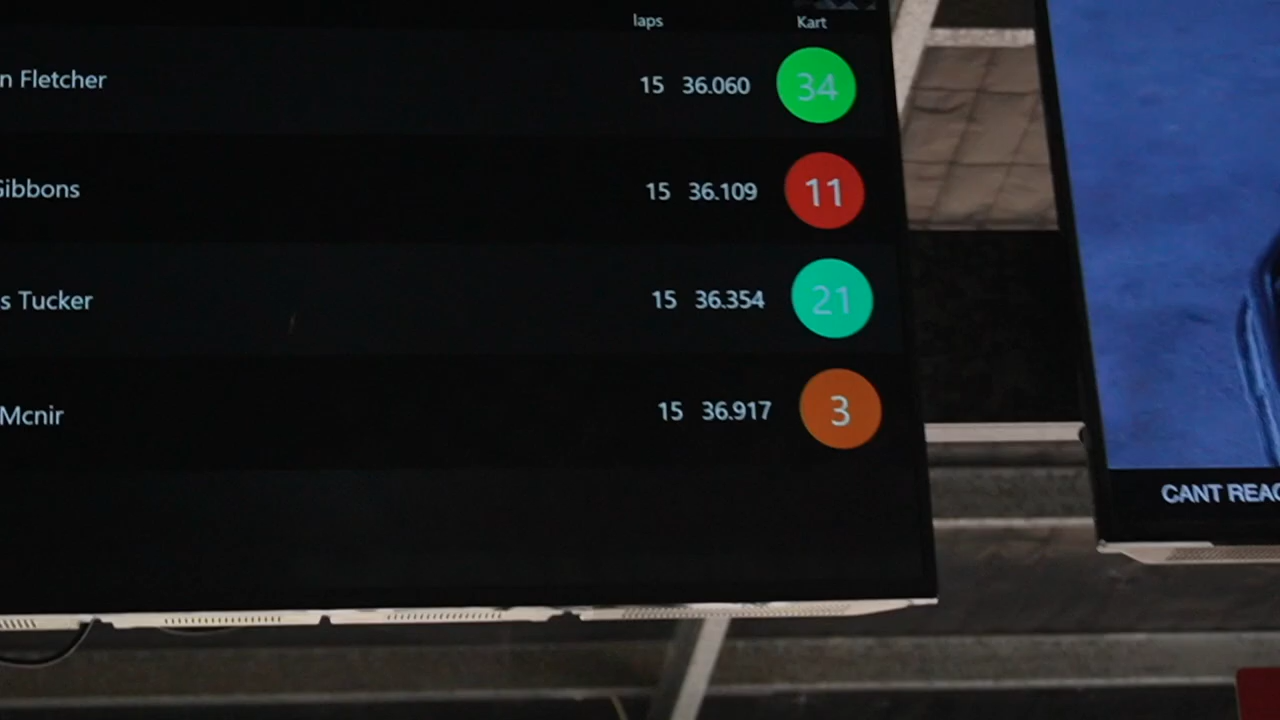 laps Kart
Fletcher 15 36.060 34
Gibbons 15 36.109 11
Tucker 15 36.354 21
Mcnir 15 36.917 3
CANT